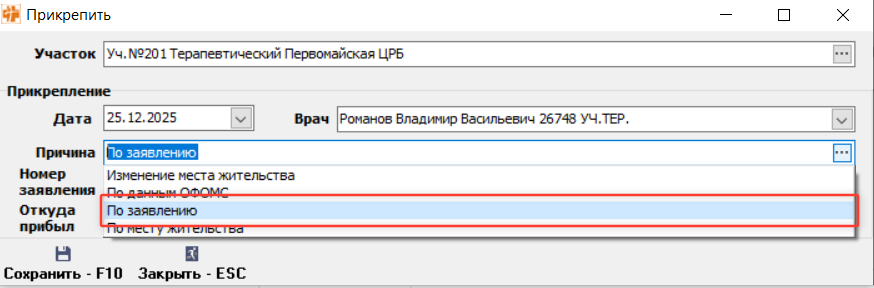 Прикрепить
Участок Уч.№201 Терапевтический Первомайская ЦРБ
Прикрепление
Дата 25.12.2025 Врач Романов Владимир Васильевич 26748 УЧ.ТЕР.
Причина По заявлению
Номер заявления
Изменение места жительства
По данным ОФОМС
Откуда прибыл
По заявлению
По месту жительства
Сохранить - F10 Закрыть - ESC